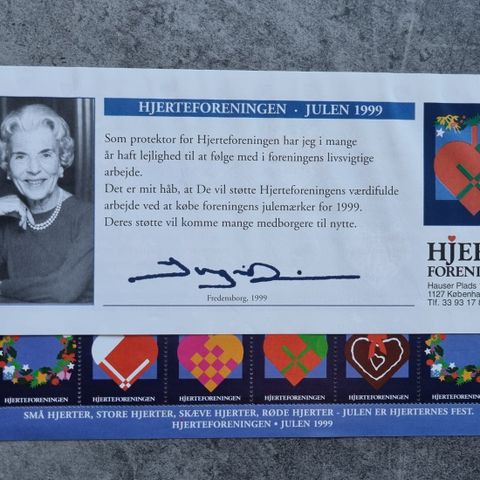 HJERTEFORENINGEN · JULEN 1999
Som protektor for Hjerteforeningen har jeg i mange
år haft lejlighed til at følge med i foreningens livsvigtige
arbejde.
Det er mit håb, at De vil støtte Hjerteforeningens værdifulde
arbejde ved at købe foreningens julemærker for 1999.
Deres støtte vil komme mange medborgere til nytte.
Ingrid
Fredensborg, 1999
HJER
FORENIN
Hauser Plads
1127 Københa
Tlf. 33 93 17 8
HJERTEFORENINGEN HJERTEFORENINGEN HJERTEFORENINGEN HJERTEFORENINGEN HJERTEFORENINGEN HJERTEFORENINGEN
SMÅ HJERTER, STORE HJERTER, SKÆVE HJERTER, RØDE HJERTER - JULEN ER HJERTERNES FEST.
HJERTEFORENINGEN • JULEN 1999